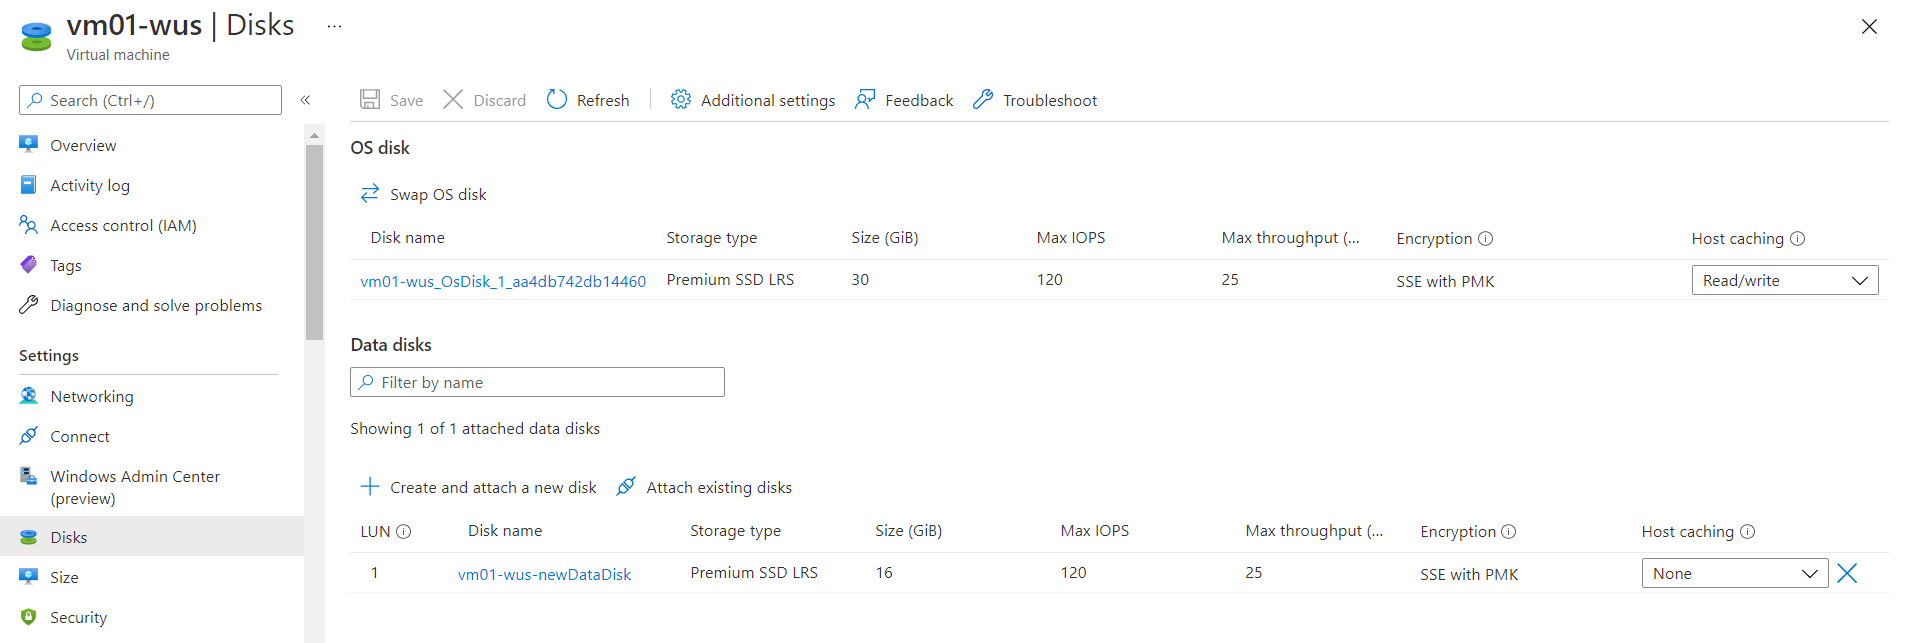 vm01-wus | Disks ...
Virtual machine
Search (Ctrl+/)
«
Overview
Activity log
Access control (IAM)
Tags
Diagnose and solve problems
Settings
Networking
Connect
Windows Admin Center
(preview)
Disks
Size
Security
Save Discard Refresh Additional settings Feedback Troubleshoot
OS disk
Swap OS disk
Disk name Storage type Size (GiB) Max IOPS Max throughput (... Encryption Host caching
vm01-wus_OsDisk_1_aa4db742db14460 Premium SSD LRS 30 120 25 SSE with PMK Read/write
Data disks
Filter by name
Showing 1 of 1 attached data disks
Create and attach a new disk Attach existing disks
LUN Disk name Storage type Size (GiB) Max IOPS Max throughput (... Encryption Host caching
1 vm01-wus-newDataDisk Premium SSD LRS 16 120 25 SSE with PMK None